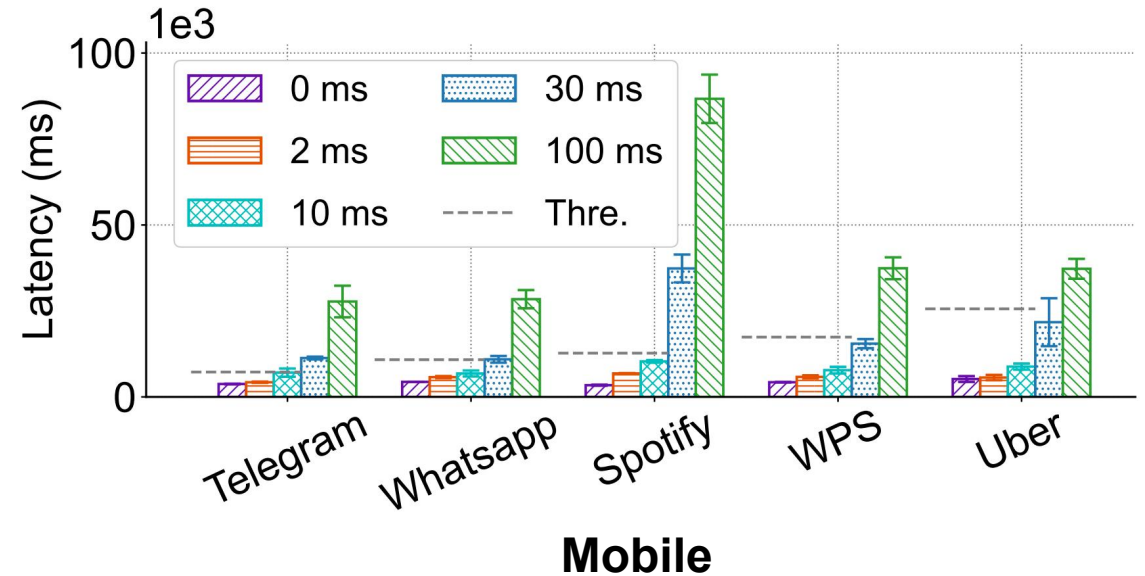 1e3
100
50
0
Latency (ms)
0 ms
2 ms
10 ms
30 ms
100 ms
Thre.
Telegram
Whatsapp
Spotify
WPS
Uber
Mobile